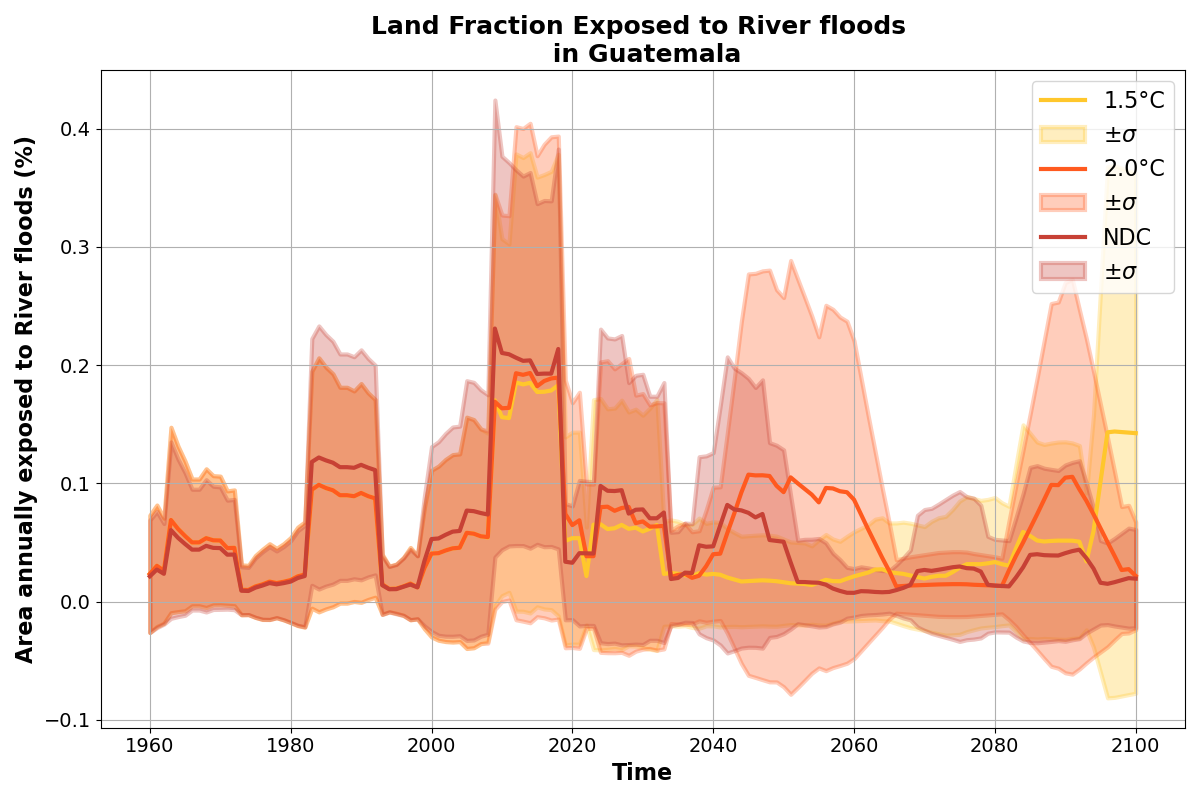 Land Fraction Exposed to River floods
in Guatemala
Area annually exposed to River floods (%)
0.4
0.3
0.2
0.1
0.0
−0.1
1960
1980
2000
2020
2040
2060
2080
2100
Time
1.5°C
±σ
2.0°C
±σ
NDC
±σ